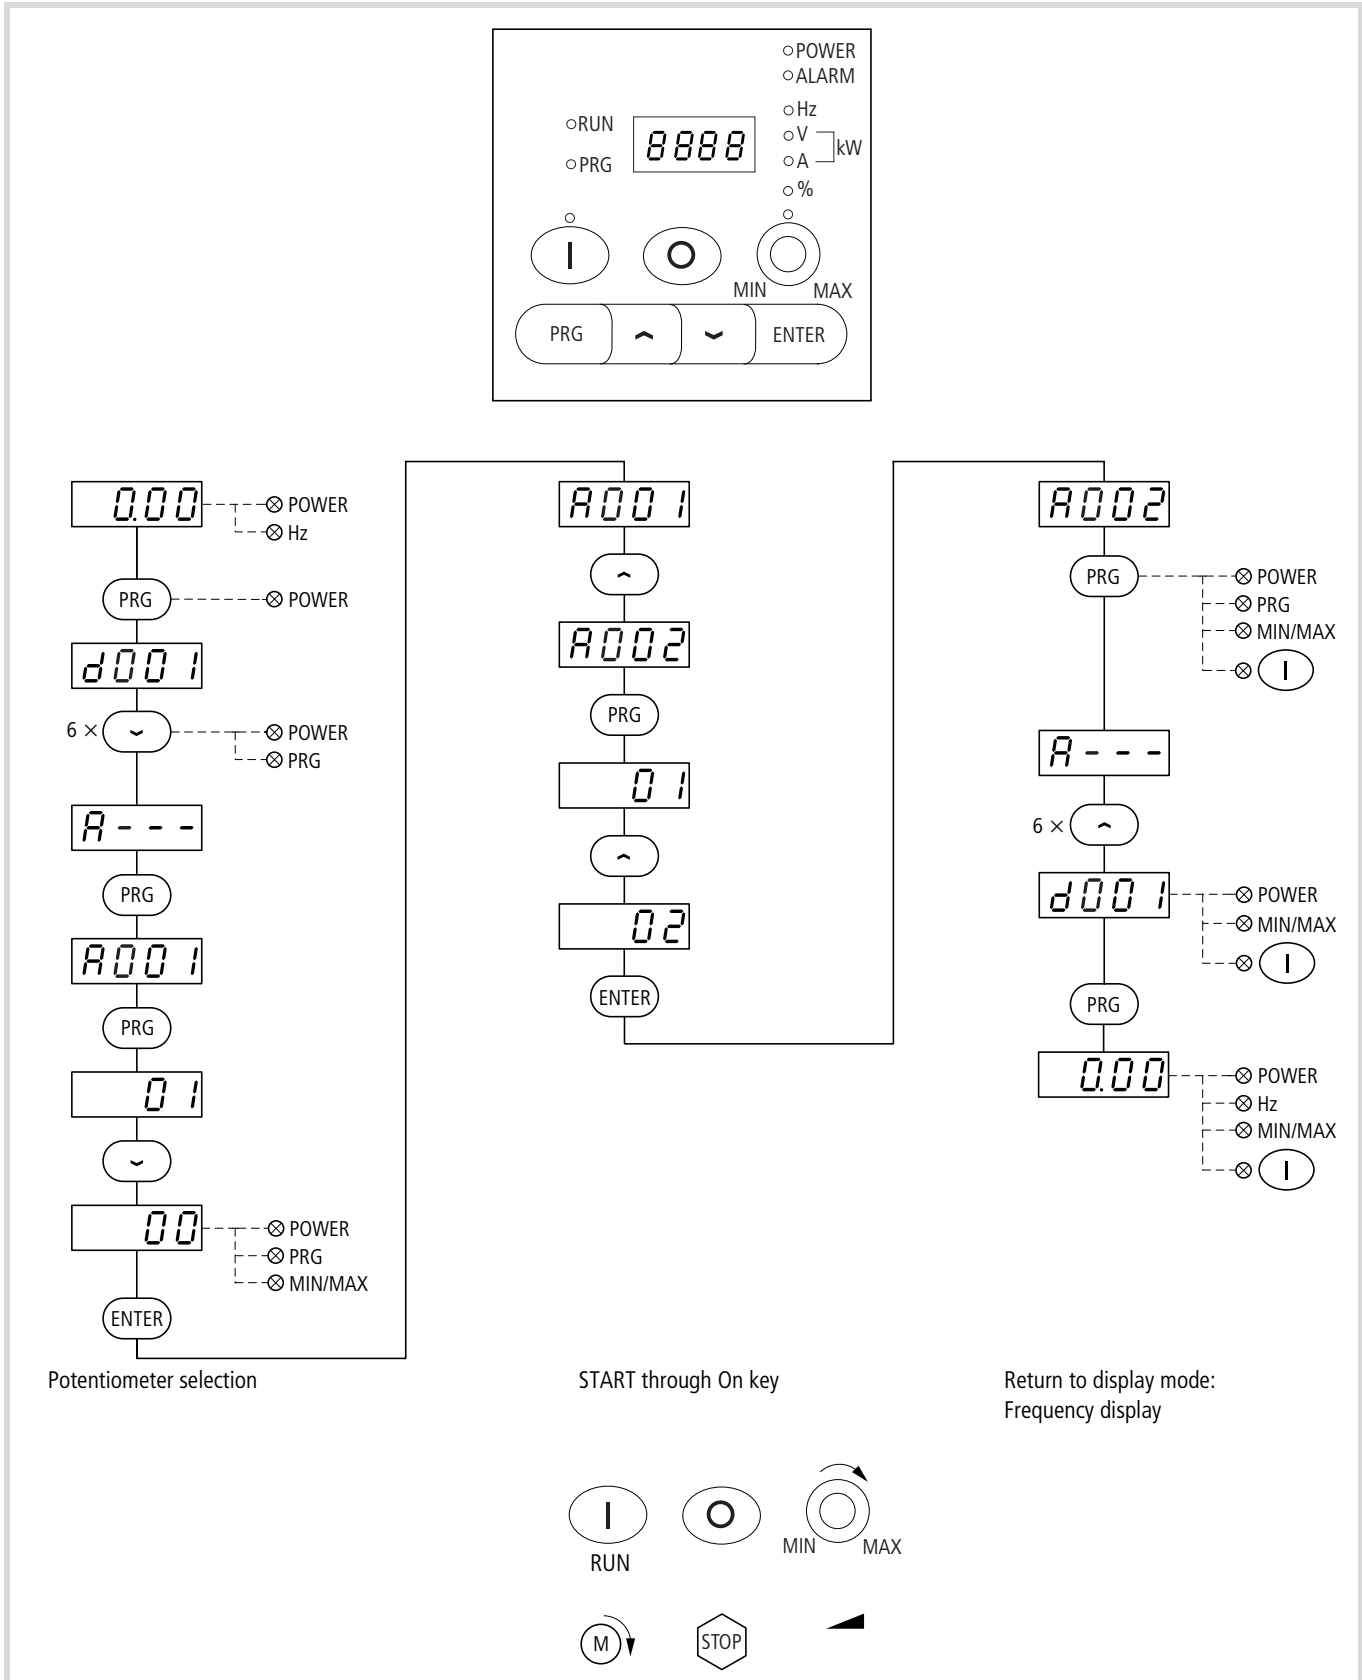 POWER
ALARM
Hz
RUN
V
kW
8888
PRG
A
%
I
O
MIN
MAX
PRG
ENTER
0.00
POWER
Hz
PRG
POWER
d001
6 ×
POWER
PRG
A---
PRG
A001
PRG
01
00
POWER
PRG
MIN/MAX
ENTER
Potentiometer selection
A001
A002
PRG
01
02
ENTER
START through On key
A002
PRG
POWER
PRG
MIN/MAX
I
A---
6 ×
d001
POWER
MIN/MAX
I
PRG
0.00
POWER
Hz
MIN/MAX
I
Return to display mode:
Frequency display
I
O
MIN
MAX
RUN
M
STOP